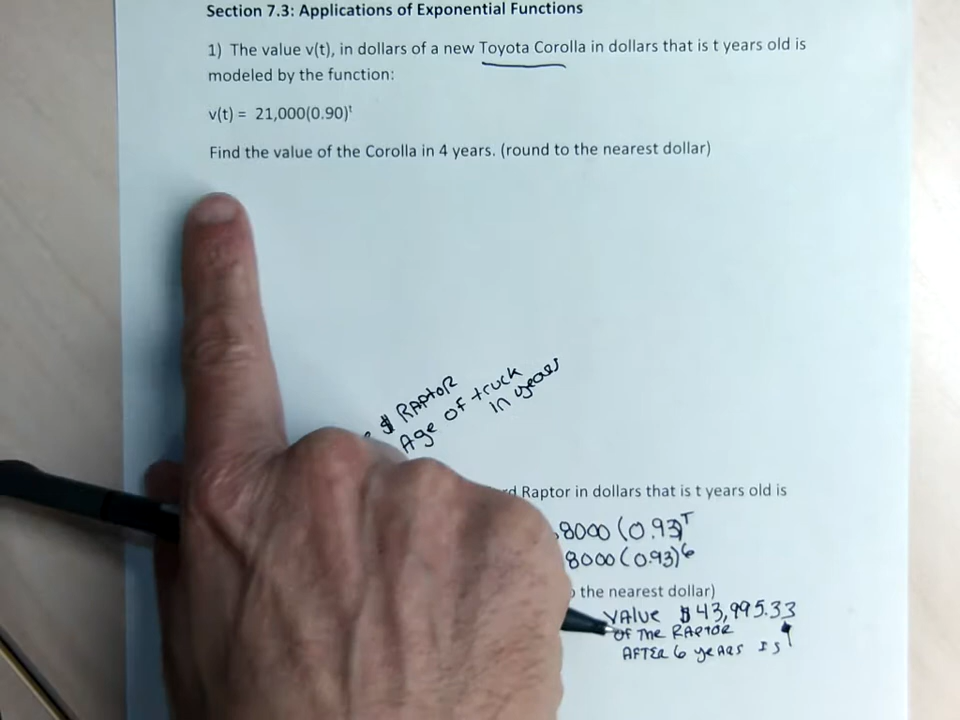 Section 7.3: Applications of Exponential Functions
1) The value v(t), in dollars of a new Toyota Corolla in dollars that is t years old is
modeled by the function:
v(t) = 21,000(0.90)ᵗ
Find the value of the Corolla in 4 years. (round to the nearest dollar)
$ RAPTOR
Age of truck
in years
Raptor in dollars that is t years old is
8000 (0.93)ᵀ
8000 (0.93)⁶
the nearest dollar)
VALUE $43,995.33
OF THE RAPTOR
AFTER 6 years IS